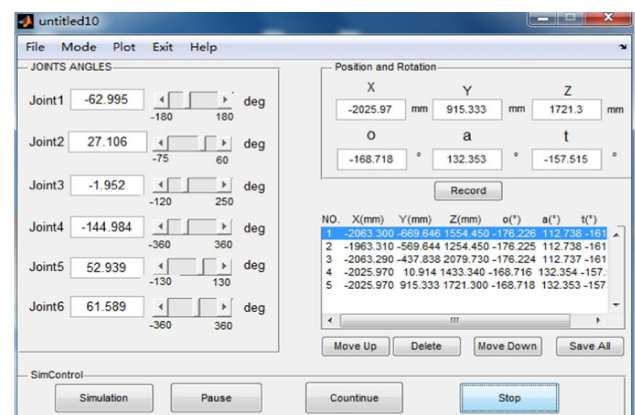 untitled10
File Mode Plot Exit Help
JOINTS ANGLES
Joint1 -62.995 deg
-180 180
Joint2 27.106 deg
-75 60
Joint3 -1.952 deg
-120 250
Joint4 -144.984 deg
-360 360
Joint5 52.939 deg
-130 130
Joint6 61.589 deg
-360 360
Position and Rotation
X Y Z
-2025.97 mm 915.333 mm 1721.3 mm
o a t
-168.718 ° 132.353 ° -157.515 °
Record
NO. X(mm) Y(mm) Z(mm) o(°) a(°) t(°)
1 -2063.300 -669.646 1554.450 -176.226 112.738 -161
2 -1963.310 -569.644 1254.450 -176.225 112.738 -161
3 -2063.290 -437.838 2079.730 -176.224 112.737 -161
4 -2025.970 10.914 1433.340 -168.716 132.354 -157.
5 -2025.970 915.333 1721.300 -168.718 132.353 -157
Move Up Delete Move Down Save All
SimControl
Simulation Pause Countinue Stop